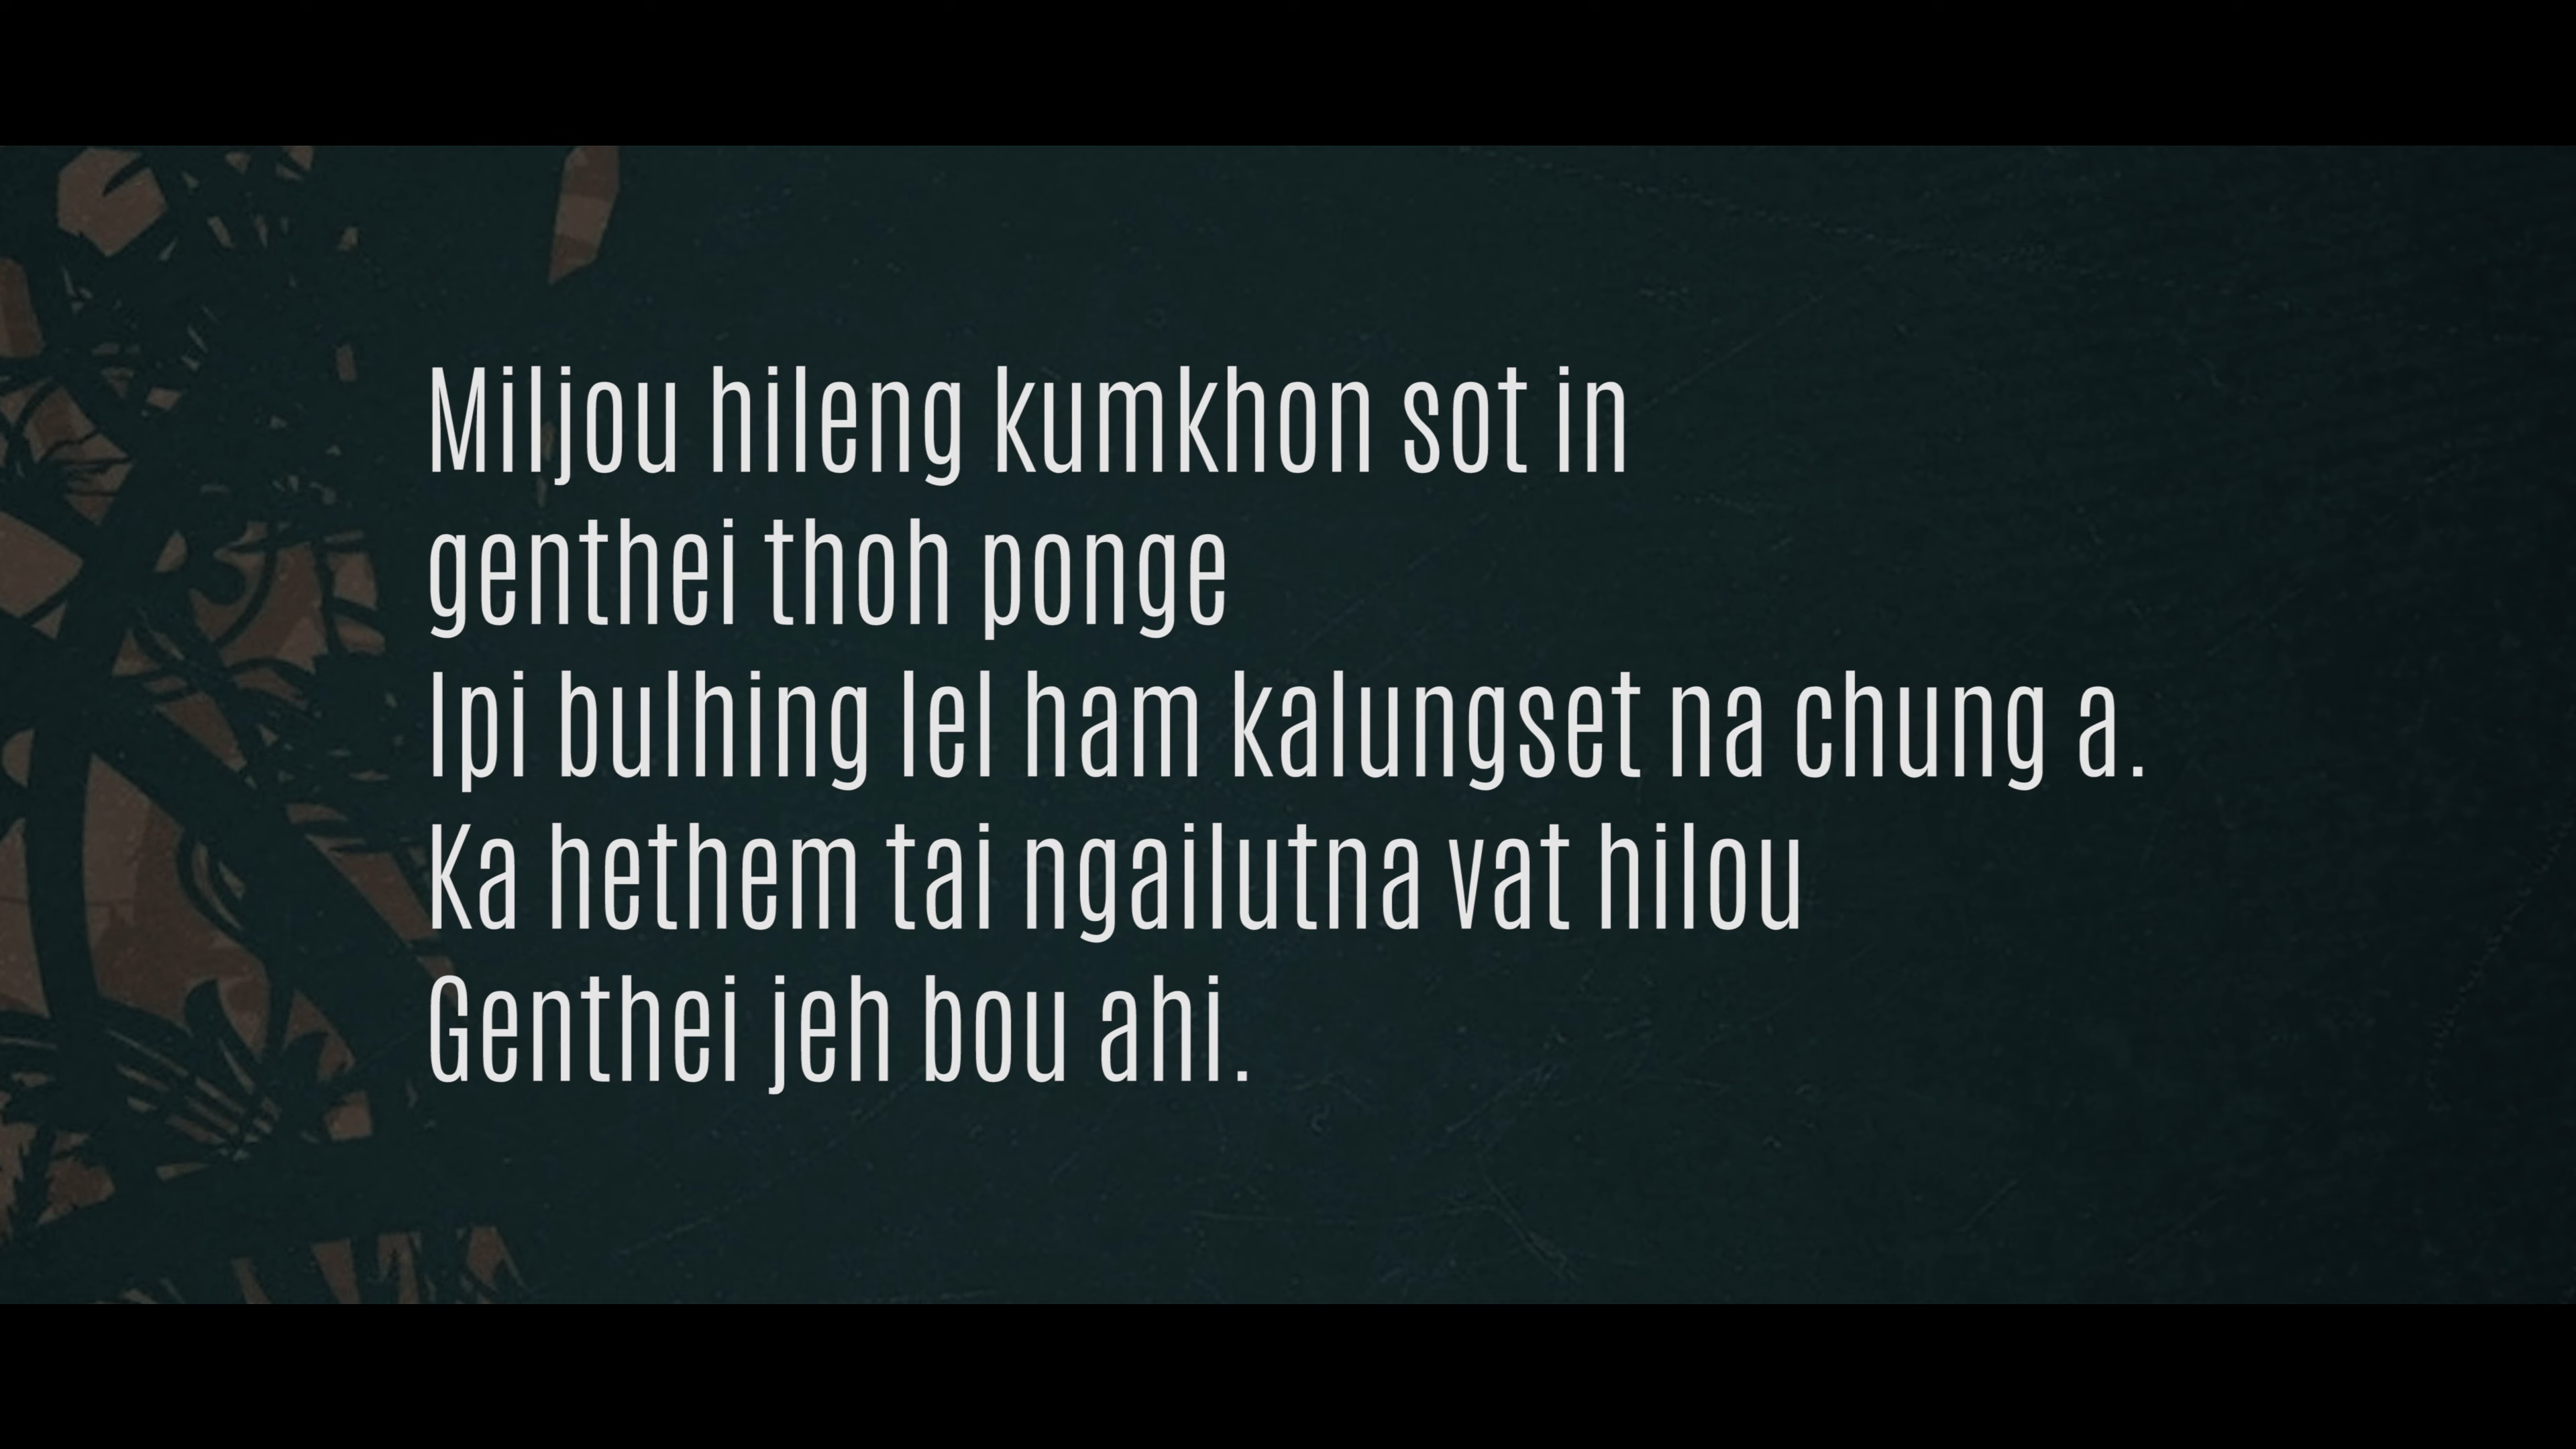 Miljou hileng kumkhon sot in
genthei thoh ponge
Ipi bulhing lel ham kalungset na chung a.
Ka hethem tai ngailutna vat hilou
Genthei jeh bou ahi.